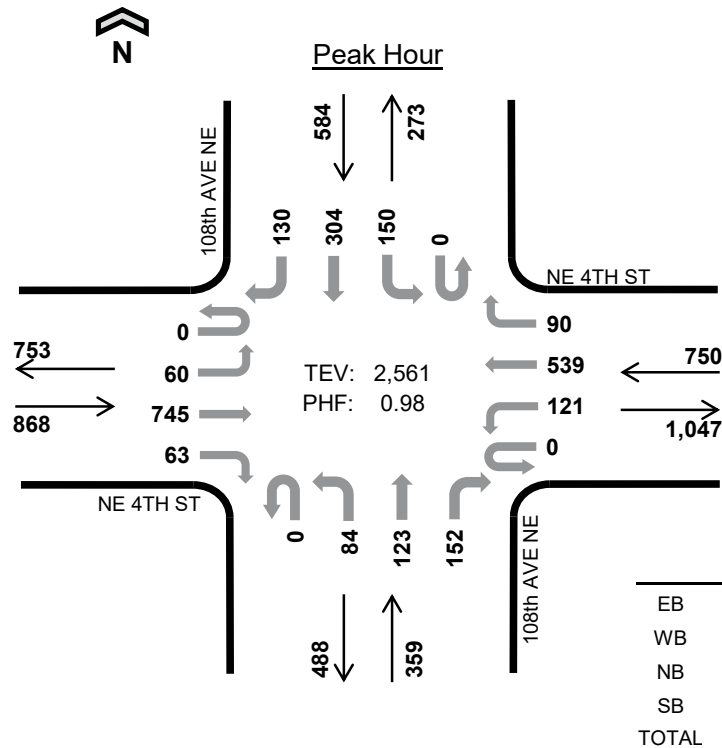 N
Peak Hour
584
273
108th AVE NE
130
304
150
0
NE 4TH ST
0
90
753
60
TEV: 2,561
539
750
868
745
PHF: 0.98
121
1,047
63
0
NE 4TH ST
0
84
123
152
108th AVE NE
488
359
EB
WB
NB
SB
TOTAL